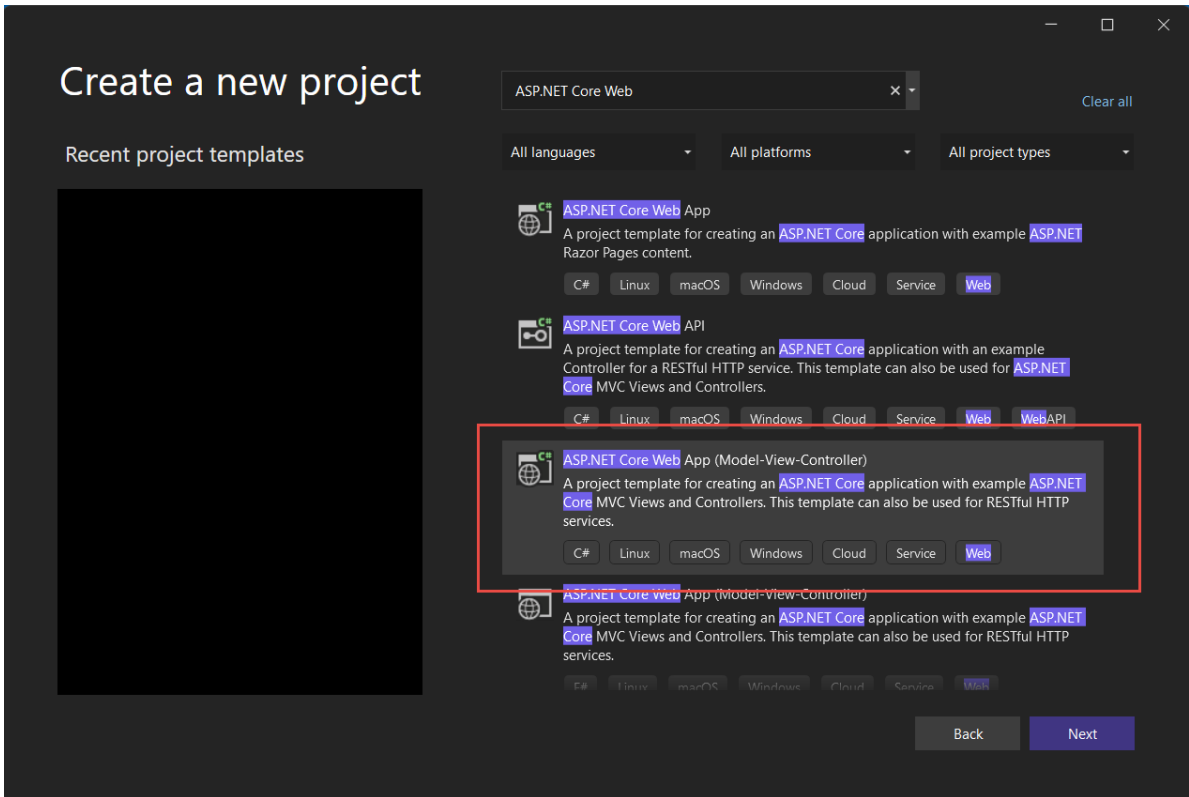 Create a new project
Recent project templates
ASP.NET Core Web
Clear all
All languages
All platforms
All project types
C#
ASP.NET Core Web App
A project template for creating an ASP.NET Core application with example ASP.NET
Razor Pages content.
C# Linux macOS Windows Cloud Service Web
C#
ASP.NET Core Web API
A project template for creating an ASP.NET Core application with an example
Controller for a RESTful HTTP service. This template can also be used for ASP.NET
Core MVC Views and Controllers.
C# Linux macOS Windows Cloud Service Web WebAPI
C#
ASP.NET Core Web App (Model-View-Controller)
A project template for creating an ASP.NET Core application with example ASP.NET
Core MVC Views and Controllers. This template can also be used for RESTful HTTP
services.
C# Linux macOS Windows Cloud Service Web
ASP.NET Core Web App (Model-View-Controller)
A project template for creating an ASP.NET Core application with example ASP.NET
Core MVC Views and Controllers. This template can also be used for RESTful HTTP
services.
F# Linux macOS Windows Cloud Service Web
Back
Next